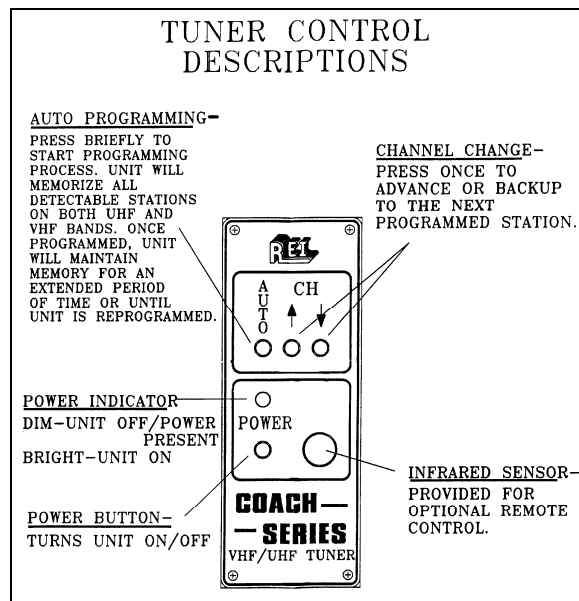 TUNER CONTROL
DESCRIPTIONS
AUTO PROGRAMMING-
PRESS BRIEFLY TO
START PROGRAMMING
PROCESS. UNIT WILL
MEMORIZE ALL
DETECTABLE STATIONS
ON BOTH UHF AND
VHF BANDS. ONCE
PROGRAMMED, UNIT
WILL MAINTAIN
MEMORY FOR AN
EXTENDED PERIOD
OF TIME OR UNTIL
UNIT IS REPROGRAMMED.
CHANNEL CHANGE-
PRESS ONCE TO
ADVANCE OR BACKUP
TO THE NEXT
PROGRAMMED STATION.
REI
AUTO
CH
POWER INDICATOR
DIM-UNIT OFF/POWER
PRESENT
BRIGHT-UNIT ON
POWER
POWER BUTTON-
TURNS UNIT ON/OFF
INFRARED SENSOR-
PROVIDED FOR
OPTIONAL REMOTE
CONTROL.
COACH-
-SERIES
VHF/UHF TUNER